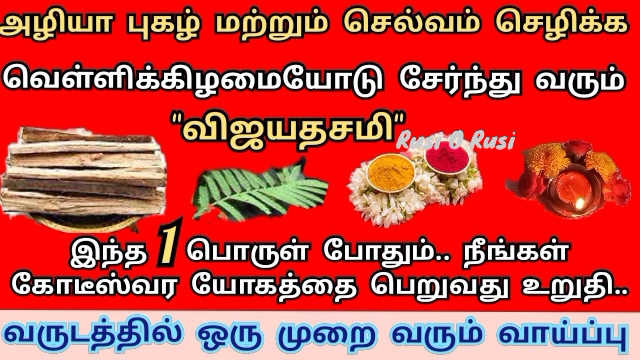 அழியா புகழ் மற்றும் செல்வம் செழிக்க
வெள்ளிக்கிழமையோடு சேர்ந்து வரும்
"விஜயதசமி"
Rusi O Rusi
இந்த 1 பொருள் போதும்.. நீங்கள்
கோடீஸ்வர யோகத்தை பெறுவது உறுதி..
வருடத்தில் ஒரு முறை வரும் வாய்ப்பு